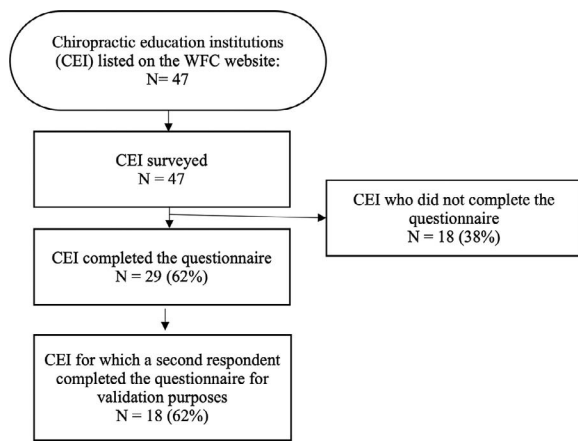 Chiropractic education institutions
(CEI) listed on the WFC website:
N= 47
CEI surveyed
N = 47
CEI who did not complete the
questionnaire
N = 18 (38%)
CEI completed the questionnaire
N = 29 (62%)
CEI for which a second respondent
completed the questionnaire for
validation purposes
N = 18 (62%)